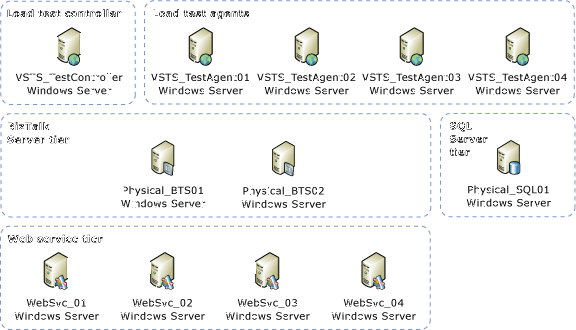 Load test controller
Load test agents
VSTS_TestController
Windows Server
VSTS_TestAgent01
Windows Server
VSTS_TestAgent02
Windows Server
VSTS_TestAgent03
Windows Server
VSTS_TestAgent04
Windows Server
BizTalk
Server tier
SQL
Server
tier
Physical_BTS01
Windows Server
Physical_BTS02
Windows Server
Physical_SQL01
Windows Server
Web service tier
WebSvc_01
Windows Server
WebSvc_02
Windows Server
WebSvc_03
Windows Server
WebSvc_04
Windows Server